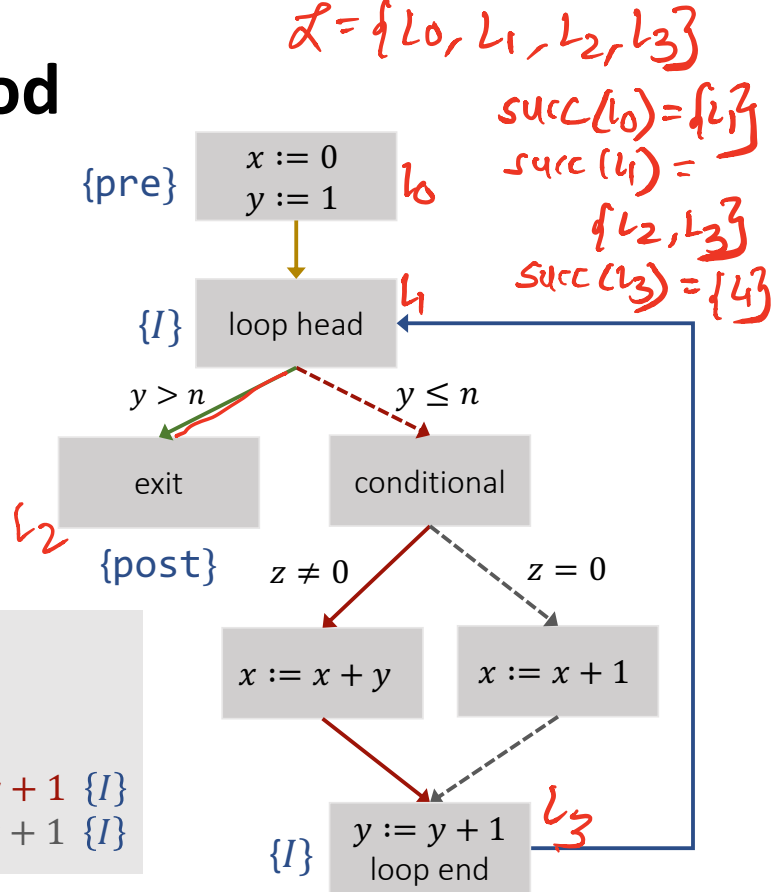 ℒ = {L0, L1, L2, L3}
od
succ(L0) = {L1}
succ(L1) =
{L2, L3}
succ(L3) = {L1}
{pre}
x := 0
y := 1
L0
L1
{I}
loop head
y > n
y ≤ n
exit
conditional
L2
{post}
z ≠ 0
z = 0
x := x + y
x := x + 1
+ 1 {I}
+ 1 {I}
L3
{I}
y := y + 1
loop end